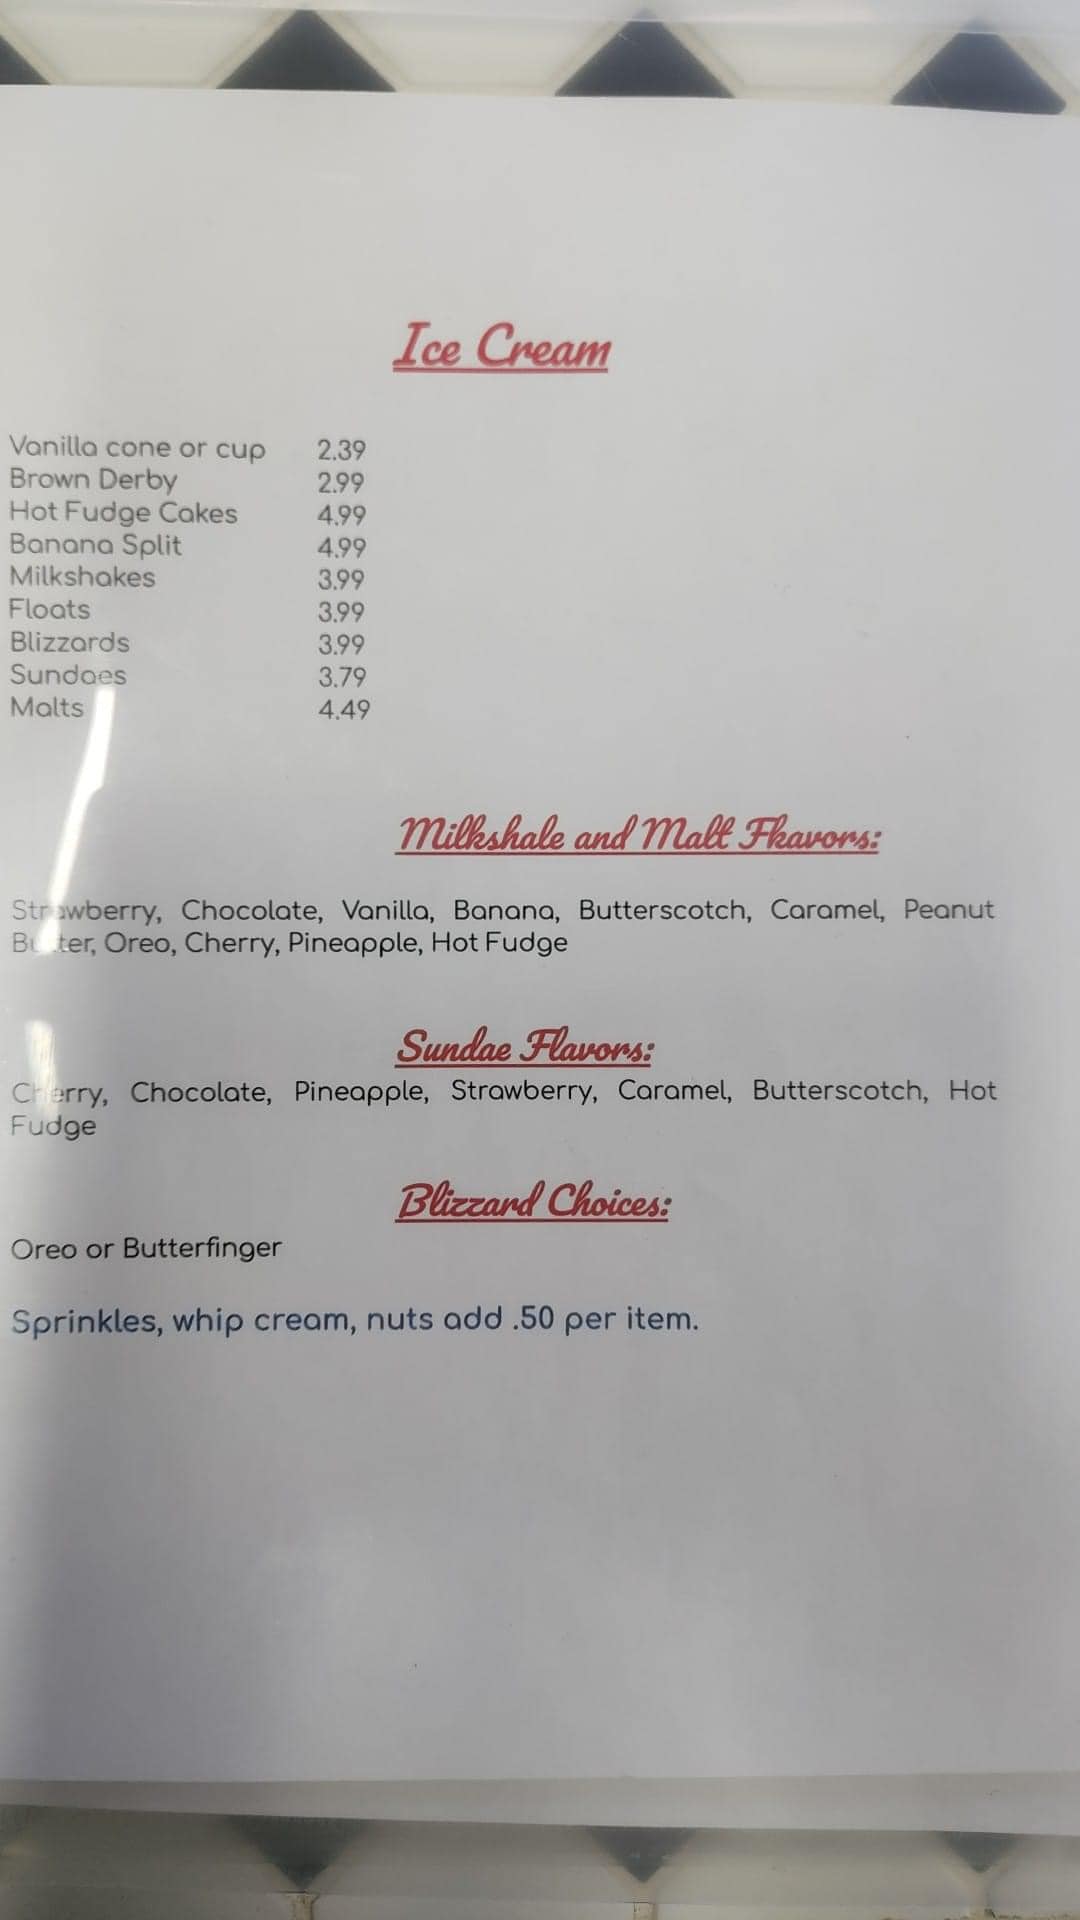 Ice Cream
Vanilla cone or cup 2.39
Brown Derby 2.99
Hot Fudge Cakes 4.99
Banana Split 4.99
Milkshakes 3.99
Floats 3.99
Blizzards 3.99
Sundaes 3.79
Malts 4.49
Milkshale and Malt Fkavors:
Strawberry, Chocolate, Vanilla, Banana, Butterscotch, Caramel, Peanut
Butter, Oreo, Cherry, Pineapple, Hot Fudge
Sundae Flavors:
Cherry, Chocolate, Pineapple, Strawberry, Caramel, Butterscotch, Hot
Fudge
Blizzard Choices:
Oreo or Butterfinger
Sprinkles, whip cream, nuts add .50 per item.